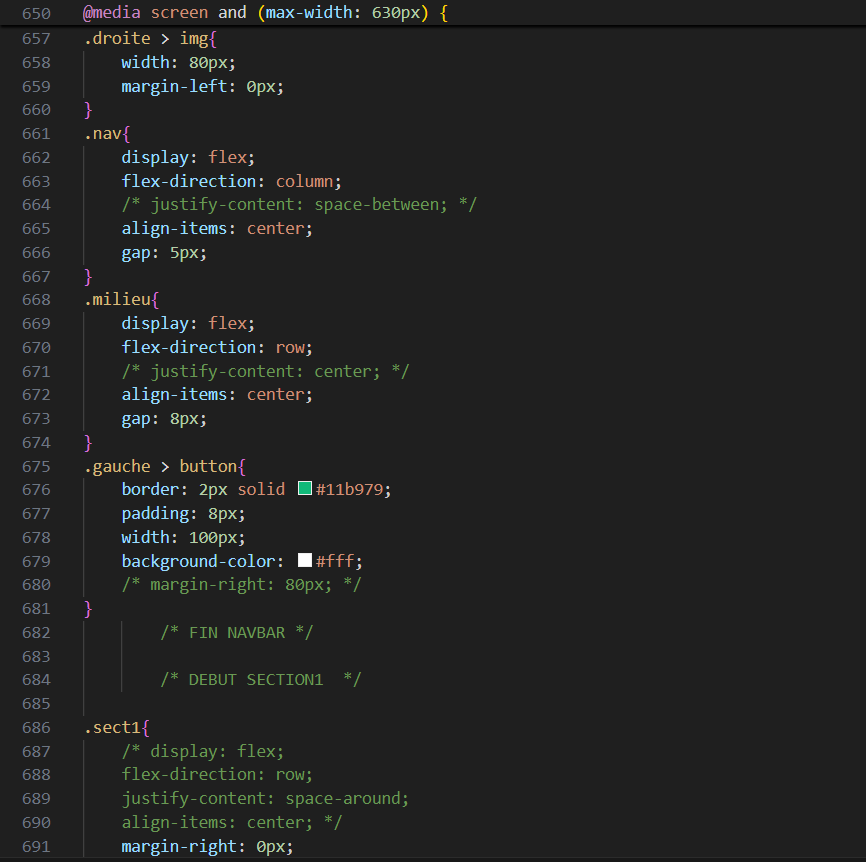 650 @media screen and (max-width: 630px) {
657 .droite > img{
658 width: 80px;
659 margin-left: 0px;
660 }
661 .nav{
662 display: flex;
663 flex-direction: column;
664 /* justify-content: space-between; */
665 align-items: center;
666 gap: 5px;
667 }
668 .milieu{
669 display: flex;
670 flex-direction: row;
671 /* justify-content: center; */
672 align-items: center;
673 gap: 8px;
674 }
675 .gauche > button{
676 border: 2px solid #11b979;
677 padding: 8px;
678 width: 100px;
679 background-color: #fff;
680 /* margin-right: 80px; */
681 }
682 /* FIN NAVBAR */
683
684 /* DEBUT SECTION1  */
685
686 .sect1{
687 /* display: flex;
688 flex-direction: row;
689 justify-content: space-around;
690 align-items: center; */
691 margin-right: 0px;